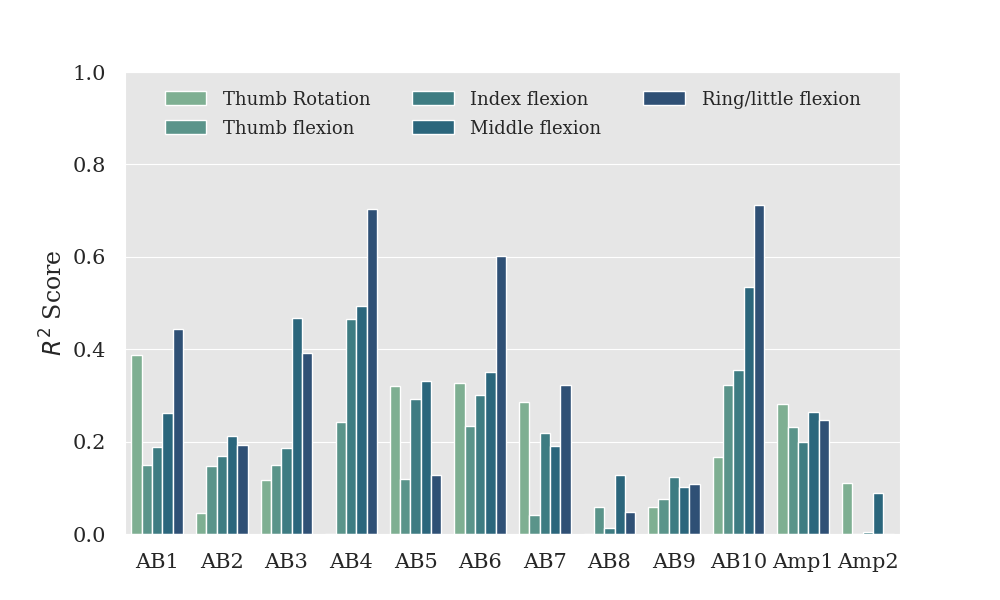 1.0
0.8
0.6
0.4
0.2
0.0
R² Score
Thumb Rotation
Thumb flexion
Index flexion
Middle flexion
Ring/little flexion
AB1 AB2 AB3 AB4 AB5 AB6 AB7 AB8 AB9 AB10 Amp1 Amp2